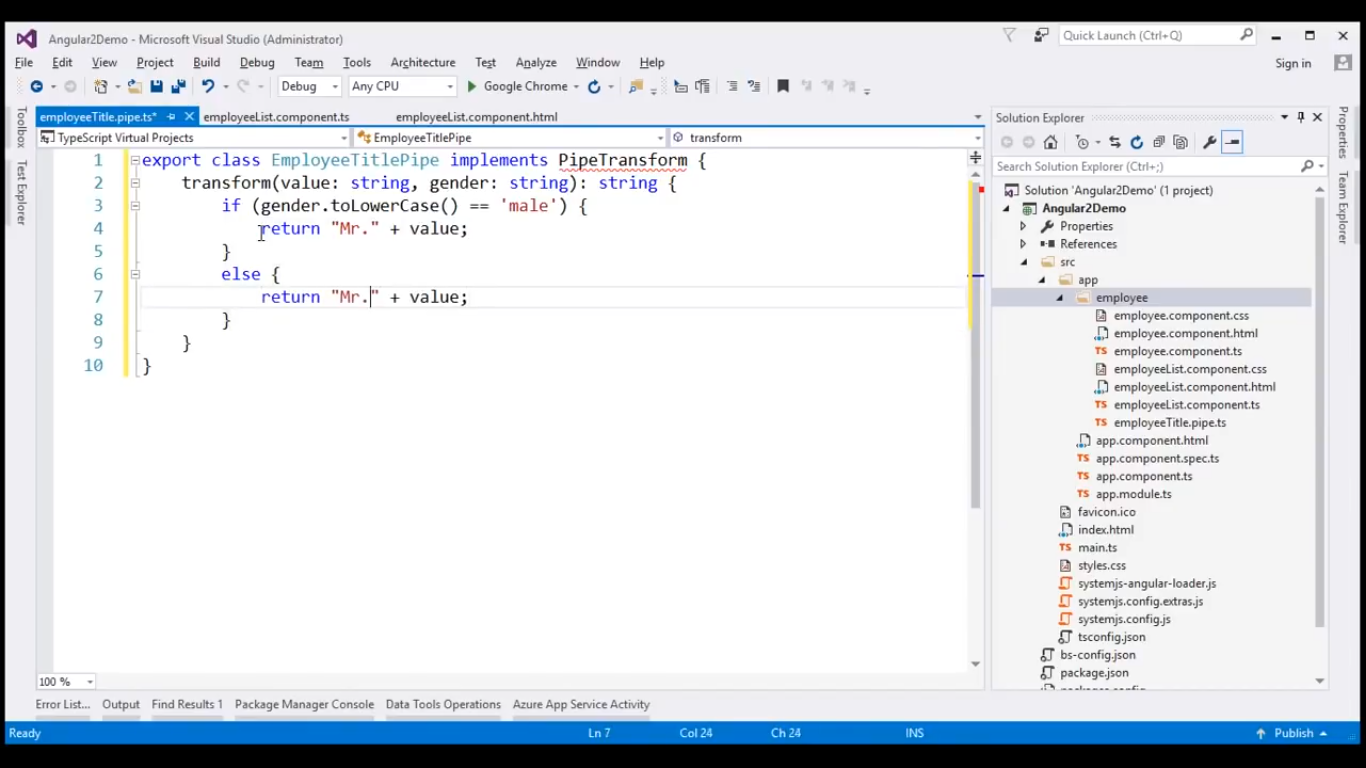 Angular2Demo - Microsoft Visual Studio (Administrator)
Quick Launch (Ctrl+Q)
File Edit View Project Build Debug Team Tools Architecture Test Analyze Window Help
Sign in
Debug Any CPU Google Chrome
Toolbox
Test Explorer
employeeTitle.pipe.ts* employeeList.component.ts employeeList.component.html
TypeScript Virtual Projects EmployeeTitlePipe transform
1 export class EmployeeTitlePipe implements PipeTransform {
2 transform(value: string, gender: string): string {
3 if (gender.toLowerCase() == 'male') {
4 return "Mr." + value;
5 }
6 else {
7 return "Mr." + value;
8 }
9 }
10 }
100 %
Solution Explorer
Search Solution Explorer (Ctrl+;)
Solution 'Angular2Demo' (1 project)
Angular2Demo
Properties
References
src
app
employee
employee.component.css
employee.component.html
employee.component.ts
employeeList.component.css
employeeList.component.html
employeeList.component.ts
employeeTitle.pipe.ts
app.component.html
app.component.spec.ts
app.component.ts
app.module.ts
favicon.ico
index.html
main.ts
styles.css
systemjs-angular-loader.js
systemjs.config.extras.js
systemjs.config.js
tsconfig.json
bs-config.json
package.json
Properties
Team Explorer
Error List... Output Find Results 1 Package Manager Console Data Tools Operations Azure App Service Activity
Ready Ln 7 Col 24 Ch 24 INS Publish